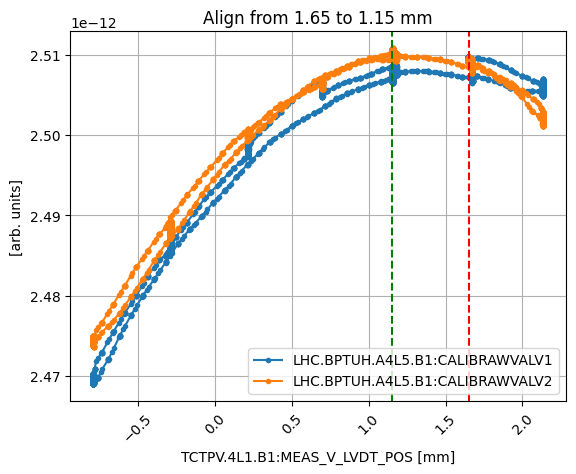 Align from 1.65 to 1.15 mm
1e−12
2.51
2.50
2.49
2.48
2.47
[arb. units]
LHC.BPTUH.A4L5.B1:CALIBRAWVALV1
LHC.BPTUH.A4L5.B1:CALIBRAWVALV2
−0.5 0.0 0.5 1.0 1.5 2.0
TCTPV.4L1.B1:MEAS_V_LVDT_POS [mm]